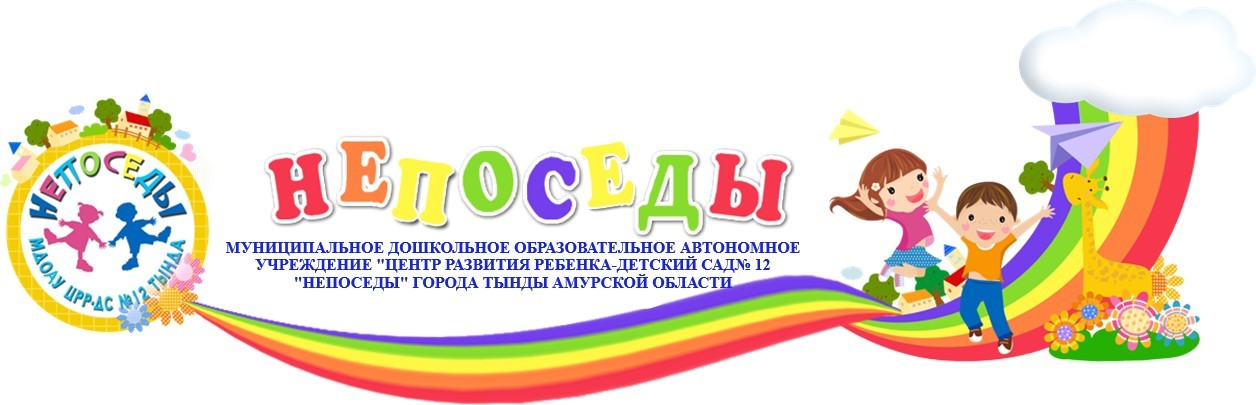 НЕПОСЕДЫ
МДОАУ ЦРР-ДС №12 ТЫНДА
НЕПОСЕДЫ
МУНИЦИПАЛЬНОЕ ДОШКОЛЬНОЕ ОБРАЗОВАТЕЛЬНОЕ АВТОНОМНОЕ
УЧРЕЖДЕНИЕ "ЦЕНТР РАЗВИТИЯ РЕБЕНКА-ДЕТСКИЙ САД№ 12
"НЕПОСЕДЫ" ГОРОДА ТЫНДЫ АМУРСКОЙ ОБЛАСТИ